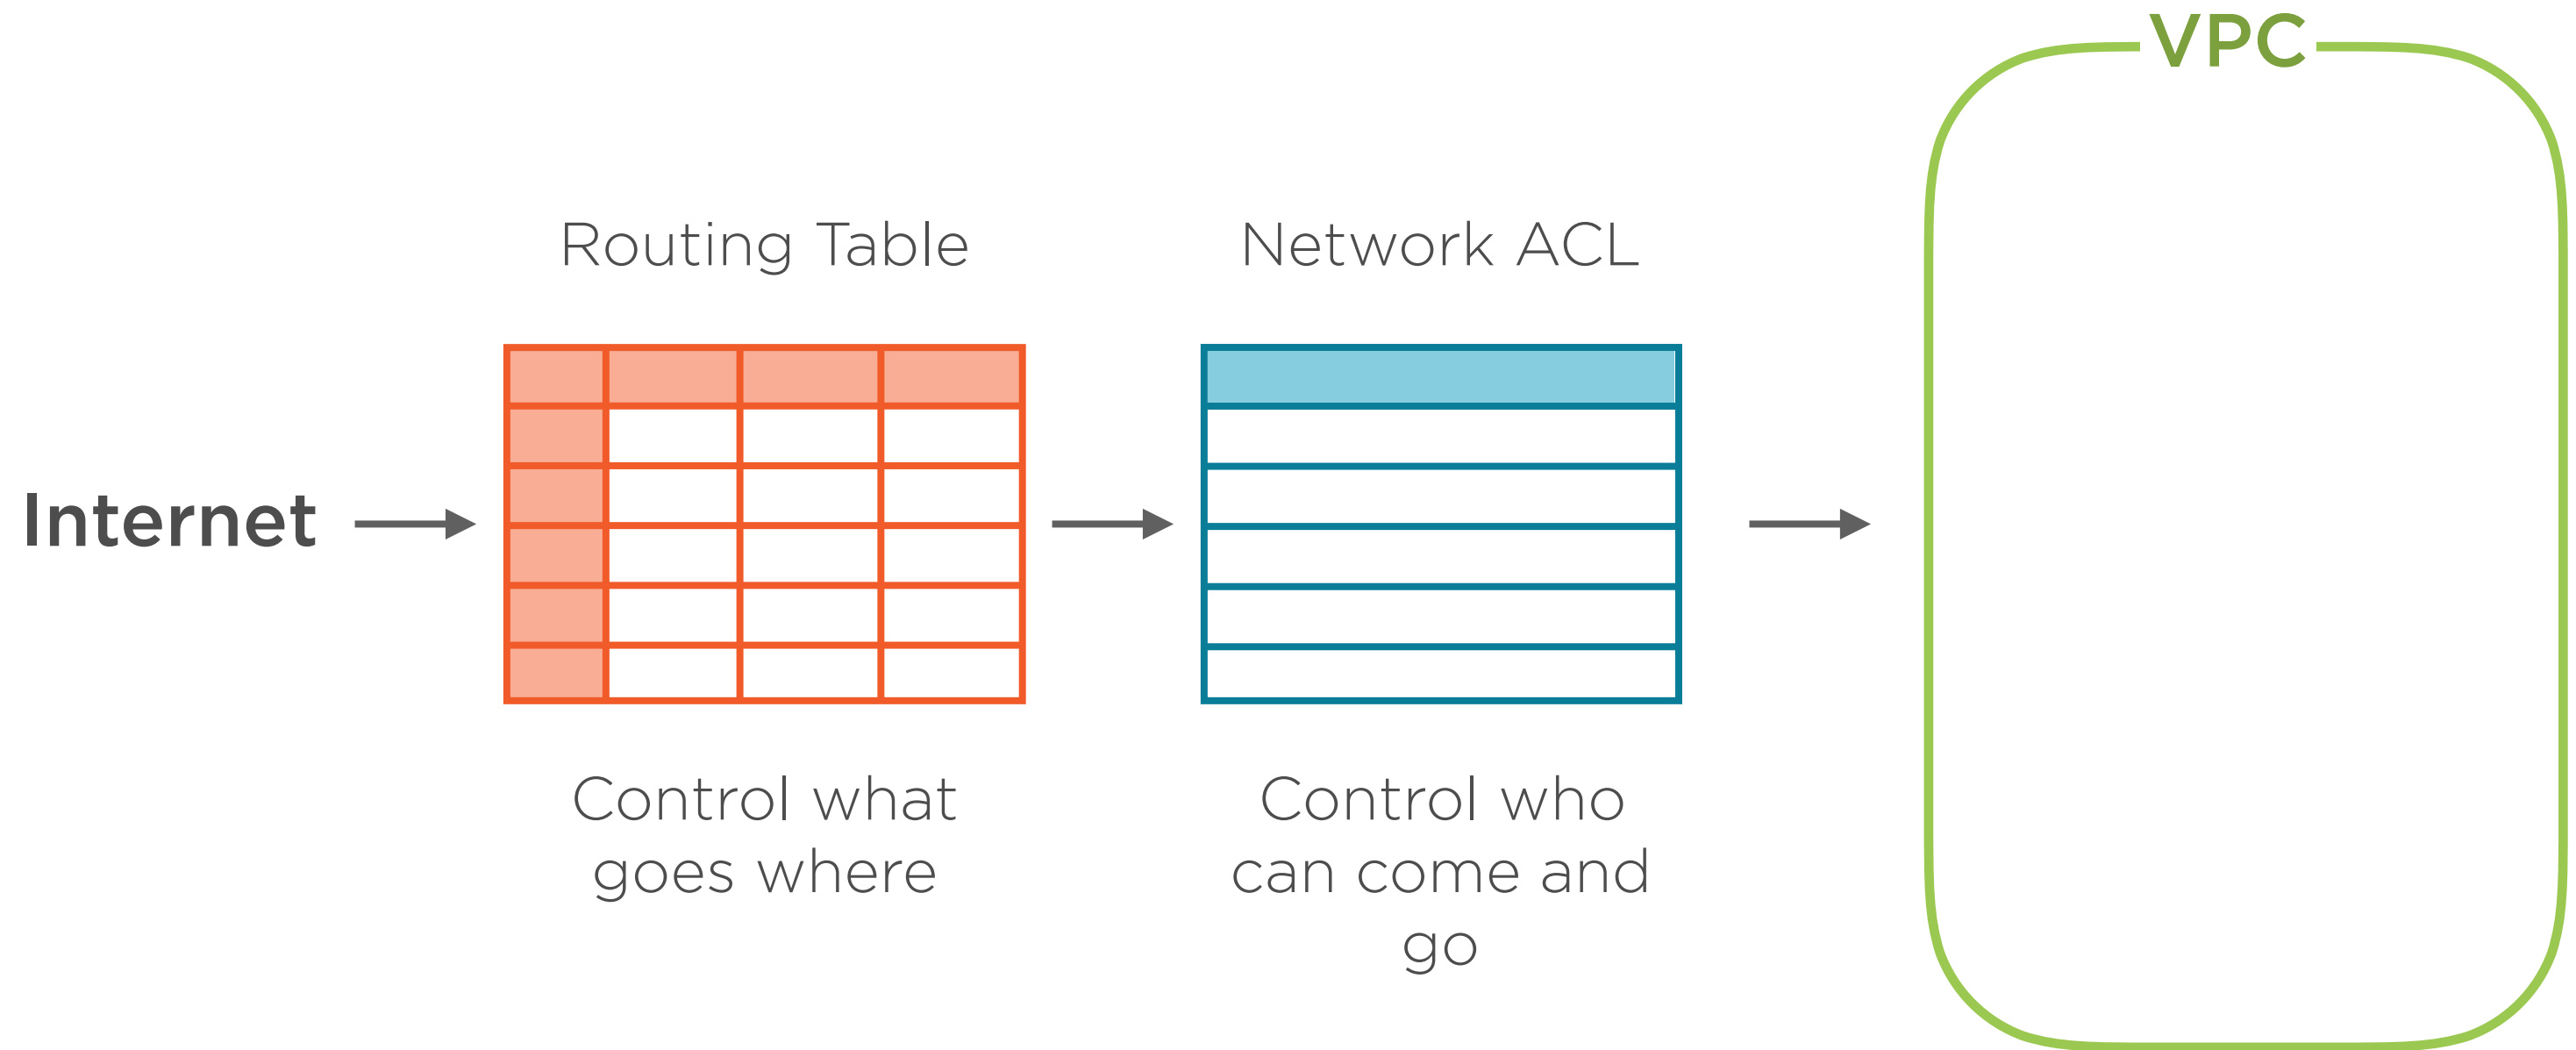 VPC
Routing Table
Network ACL
Internet
Control what
goes where
Control who
can come and
go